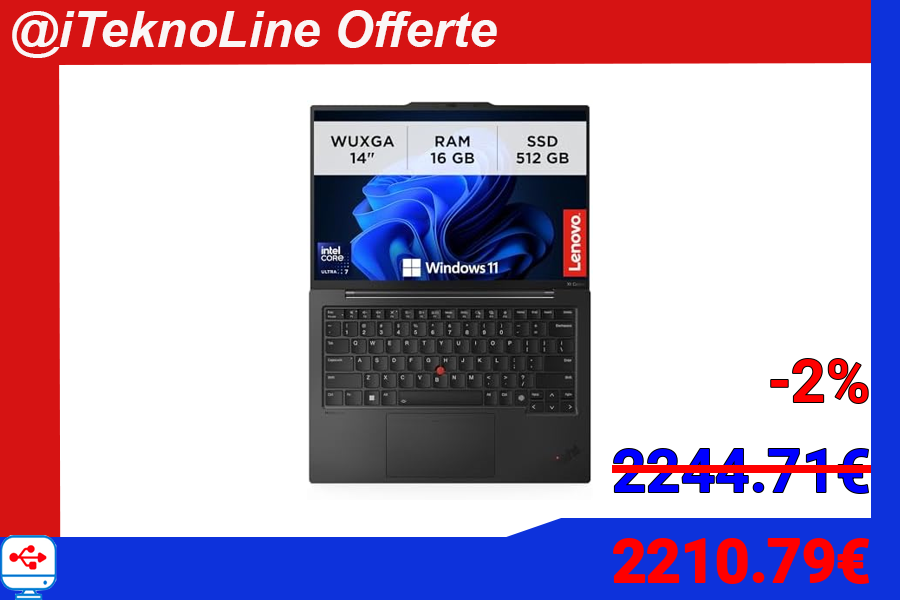 @iTeknoLine Offerte
WUXGA
14"
RAM
16 GB
SSD
512 GB
intel
CORE
ULTRA 7
Windows 11
Lenovo
-2%
2244.71€
2210.79€